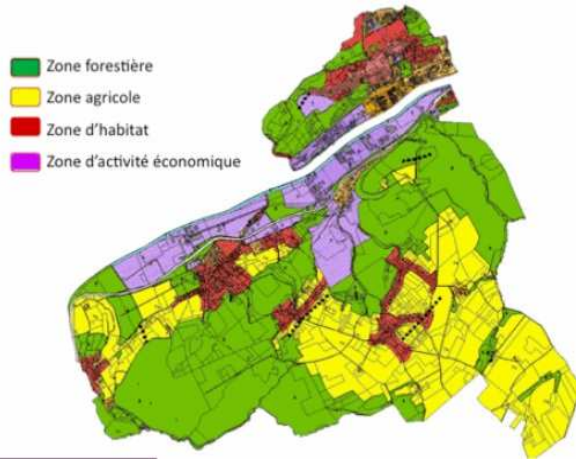 Zone forestière
Zone agricole
Zone d'habitat
Zone d'activité économique